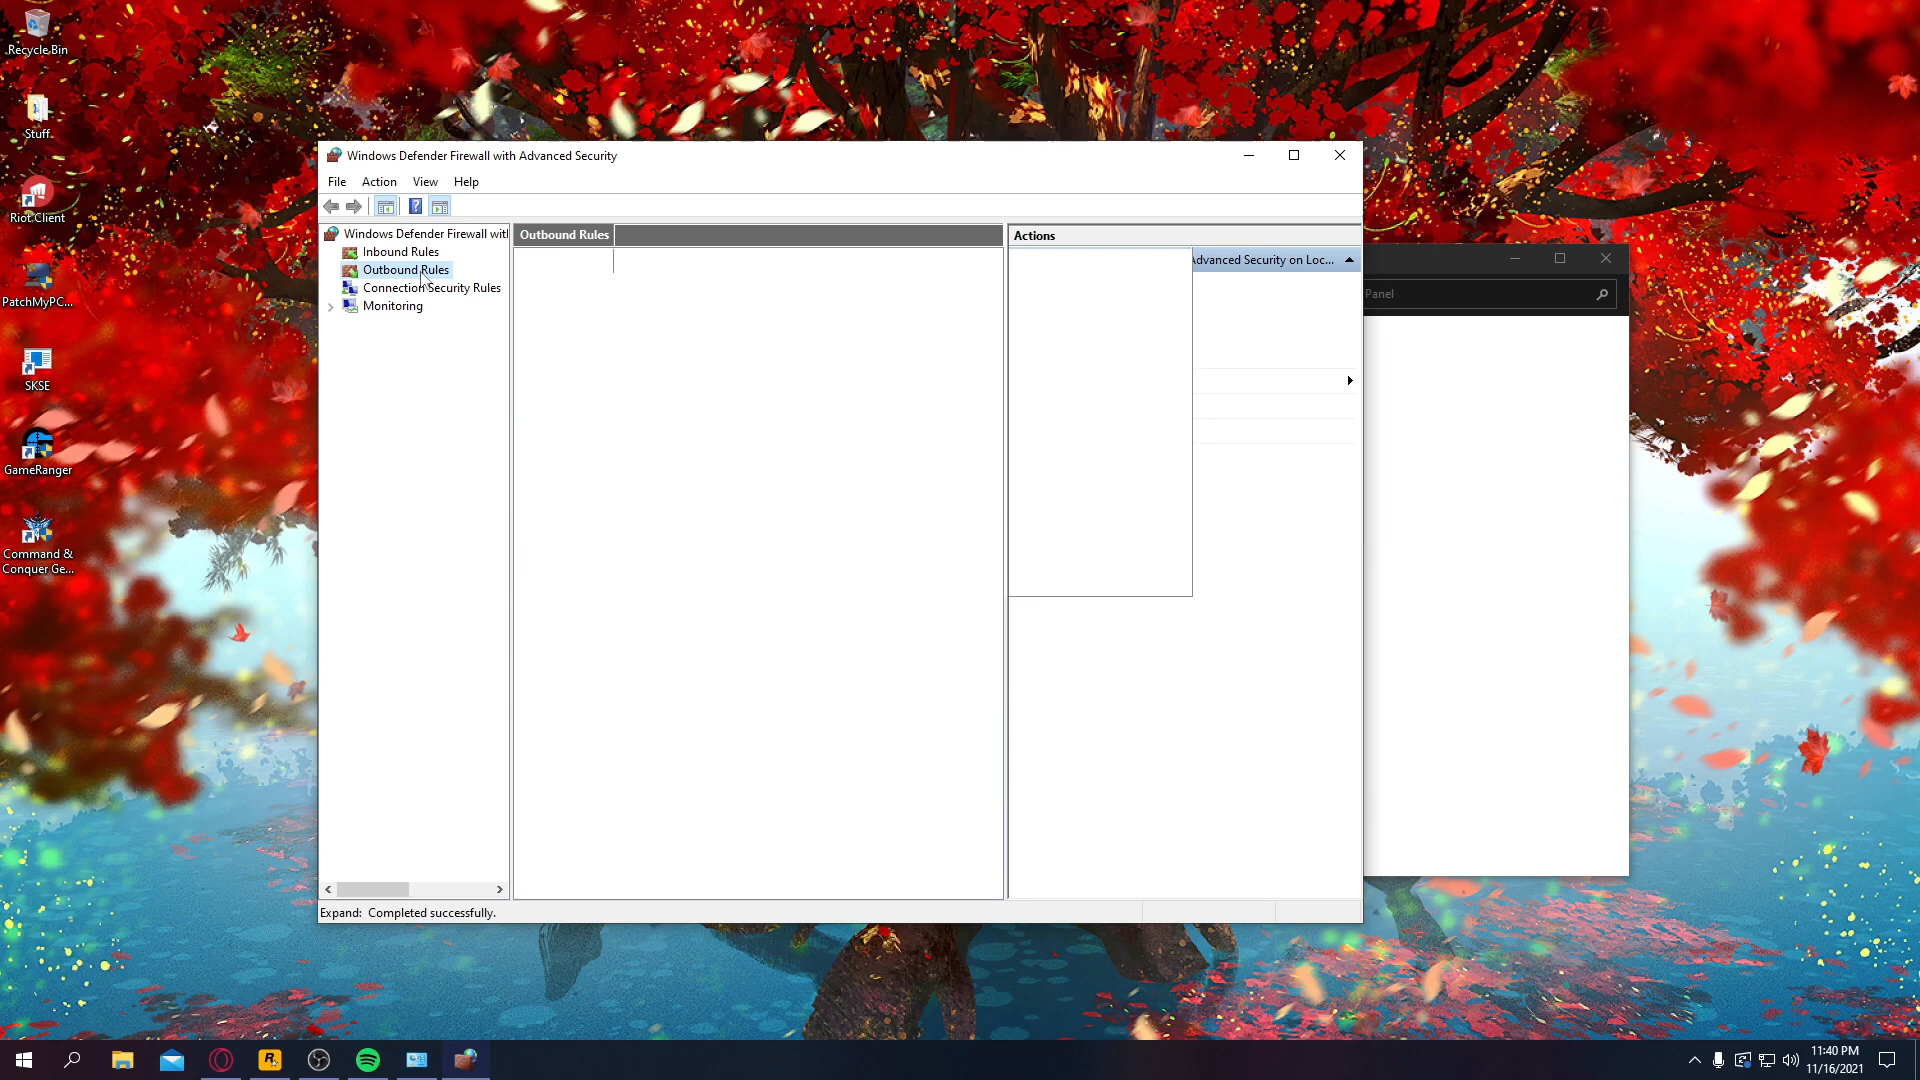 Recycle Bin
Stuff
Riot Client
PatchMyPC...
SKSE
GameRanger
Command &
Conquer Ge...
Windows Defender Firewall with Advanced Security
File Action View Help
Windows Defender Firewall with
Inbound Rules
Outbound Rules
Connection Security Rules
Monitoring
Outbound Rules
Actions
Advanced Security on Loc...
Panel
Expand: Completed successfully.
11:40 PM
11/16/2021